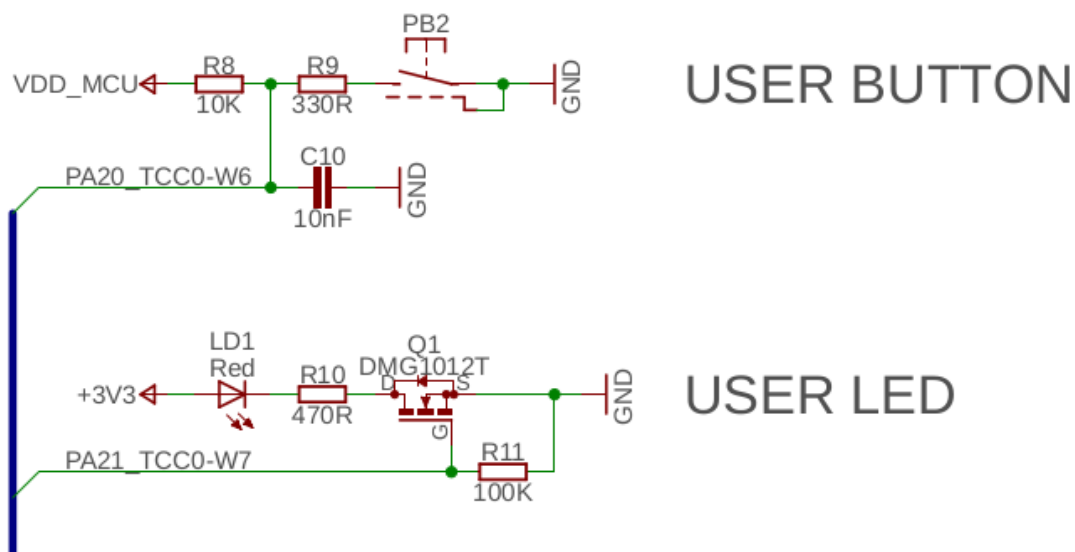 PB2
VDD_MCU
R8
10K
R9
330R
GND
USER BUTTON
PA20_TCC0-W6
C10
10nF
GND
LD1
Red
+3V3
R10
470R
Q1
DMG1012T
D
S
G
GND
USER LED
PA21_TCC0-W7
R11
100K